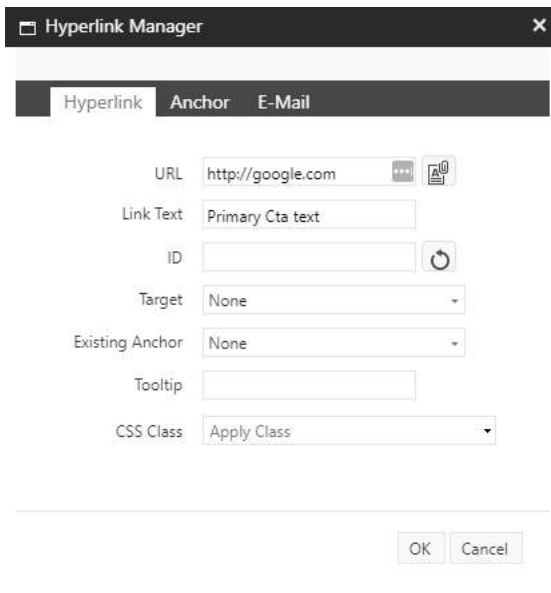 Hyperlink Manager
Hyperlink Anchor E-Mail
URL http://google.com
Link Text Primary Cta text
ID
Target None
Existing Anchor None
Tooltip
CSS Class Apply Class
OK Cancel